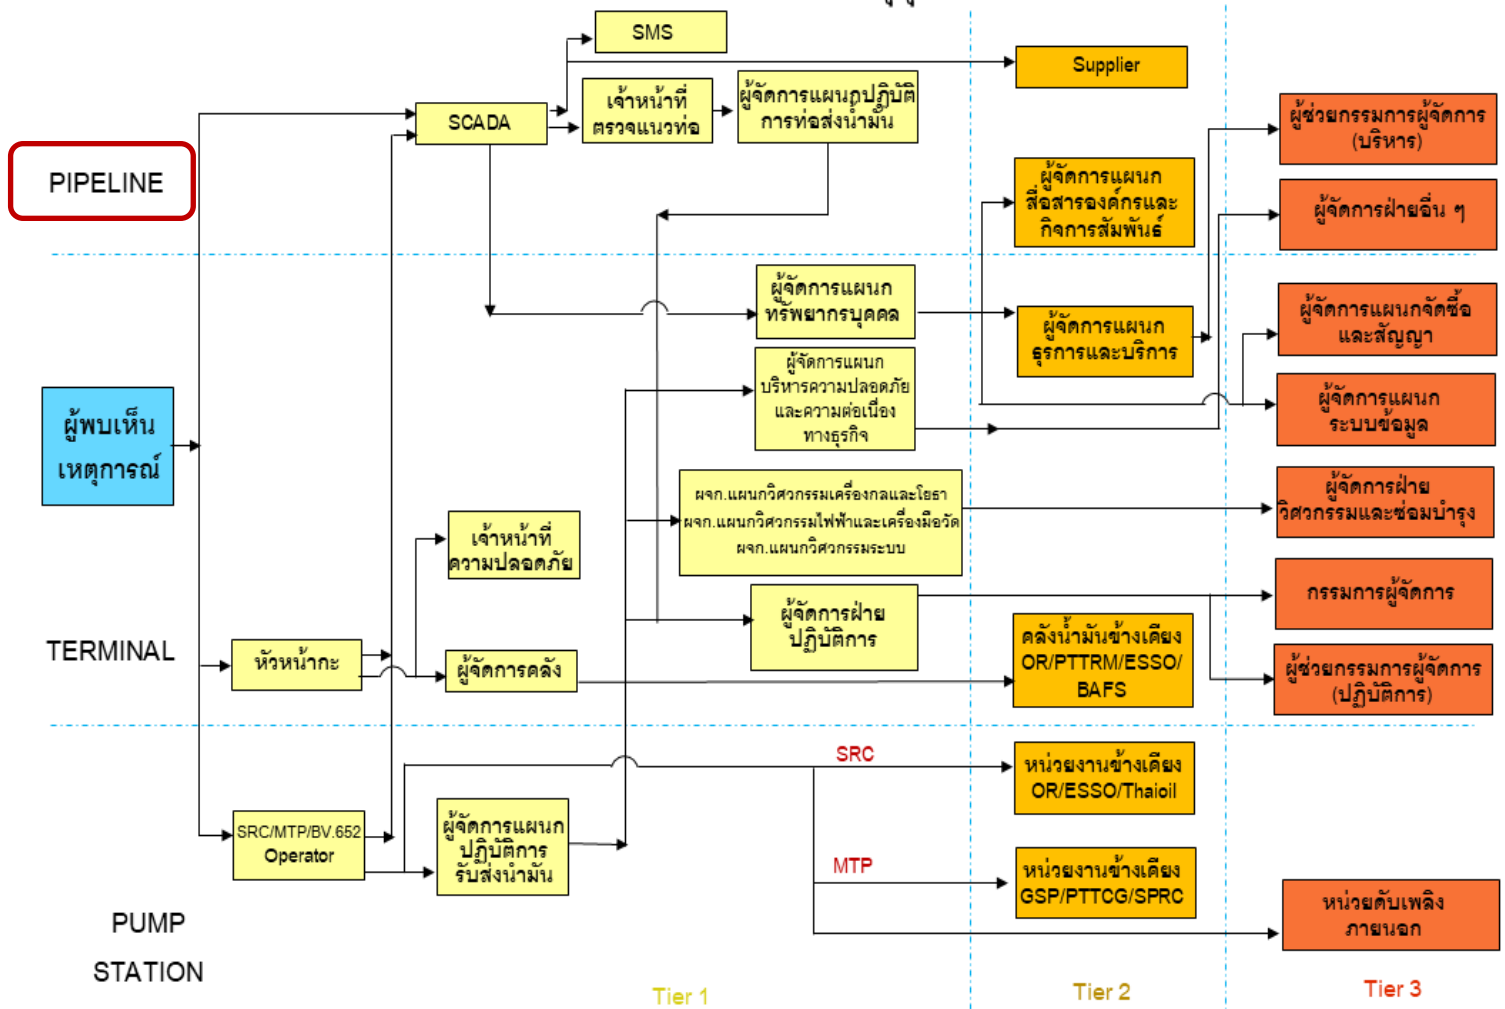 SMS
Supplier
SCADA
เจ้าหน้าที่
ตรวจแนวท่อ
ผู้จัดการแผนกปฏิบัติ
การท่อส่งน้ำมัน
ผู้ช่วยกรรมการผู้จัดการ
(บริหาร)
PIPELINE
ผู้จัดการแผนก
สื่อสารองค์กรและ
กิจการสัมพันธ์
ผู้จัดการฝ่ายอื่น ๆ
ผู้จัดการแผนก
ทรัพยากรบุคคล
ผู้จัดการแผนก
ธุรการและบริการ
ผู้จัดการแผนกจัดซื้อ
และสัญญา
ผู้จัดการแผนก
บริหารความปลอดภัย
และความต่อเนื่อง
ทางธุรกิจ
ผู้จัดการแผนก
ระบบข้อมูล
ผู้พบเห็น
เหตุการณ์
ผจก.แผนกวิศวกรรมเครื่องกลและโยธา
ผจก.แผนกวิศวกรรมไฟฟ้าและเครื่องมือวัด
ผจก.แผนกวิศวกรรมระบบ
ผู้จัดการฝ่าย
วิศวกรรมและซ่อมบำรุง
เจ้าหน้าที่
ความปลอดภัย
ผู้จัดการฝ่าย
ปฏิบัติการ
กรรมการผู้จัดการ
TERMINAL
หัวหน้ากะ
ผู้จัดการคลัง
คลังน้ำมันข้างเคียง
OR/PTTRM/ESSO/
BAFS
ผู้ช่วยกรรมการผู้จัดการ
(ปฏิบัติการ)
SRC
หน่วยงานข้างเคียง
OR/ESSO/Thaioil
SRC/MTP/BV.652
Operator
ผู้จัดการแผนก
ปฏิบัติการ
รับส่งน้ำมัน
MTP
หน่วยงานข้างเคียง
GSP/PTTCG/SPRC
หน่วยดับเพลิง
ภายนอก
PUMP
STATION
Tier 1
Tier 2
Tier 3